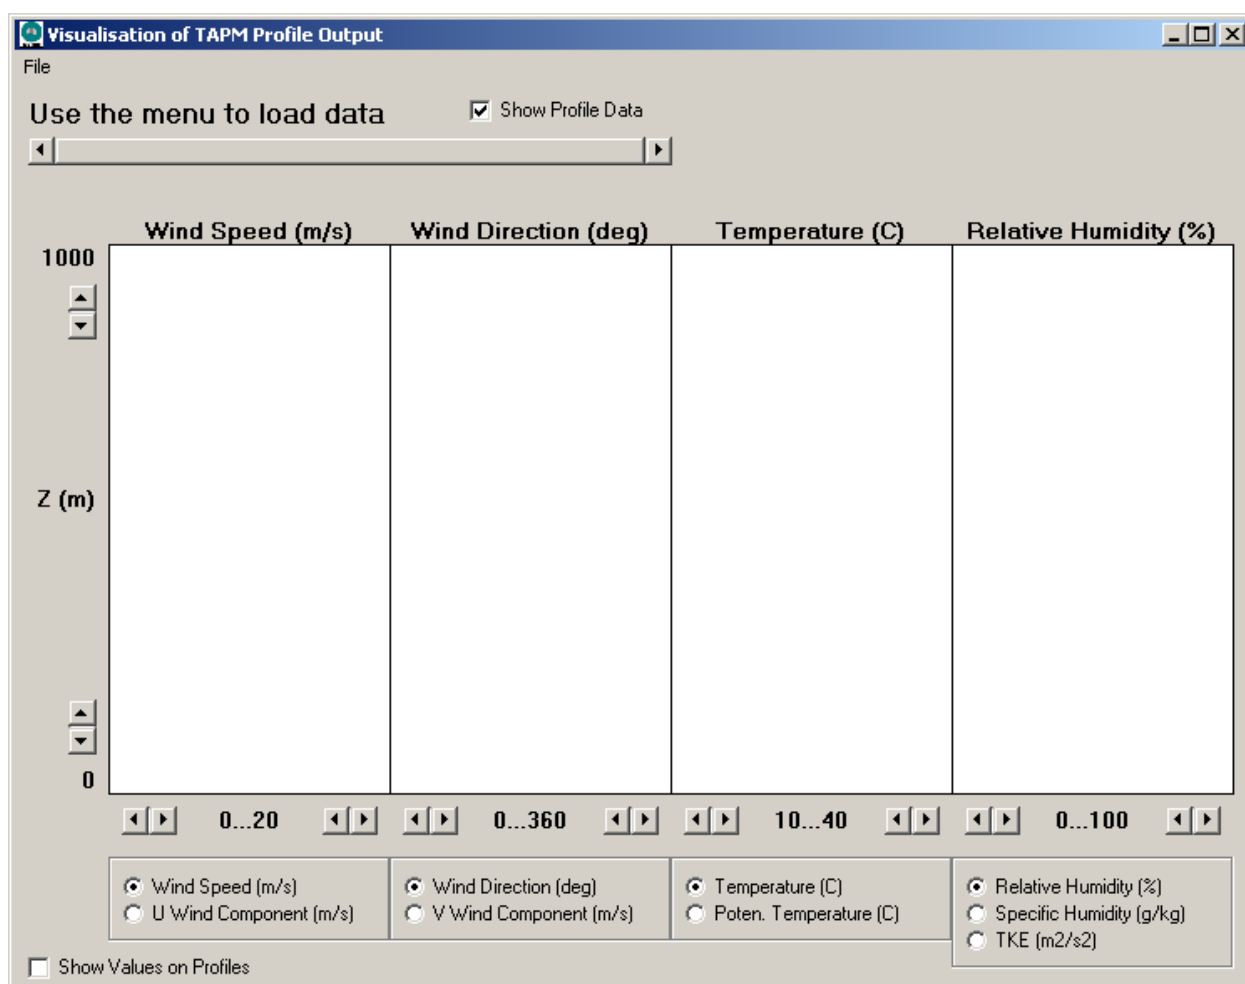 Visualisation of TAPM Profile Output
File
Use the menu to load data
Show Profile Data
Wind Speed (m/s) Wind Direction (deg) Temperature (C) Relative Humidity (%)
1000
Z (m)
0
0...20 0...360 10...40 0...100
Wind Speed (m/s) Wind Direction (deg) Temperature (C) Relative Humidity (%)
U Wind Component (m/s) V Wind Component (m/s) Poten. Temperature (C) Specific Humidity (g/kg)
TKE (m2/s2)
Show Values on Profiles